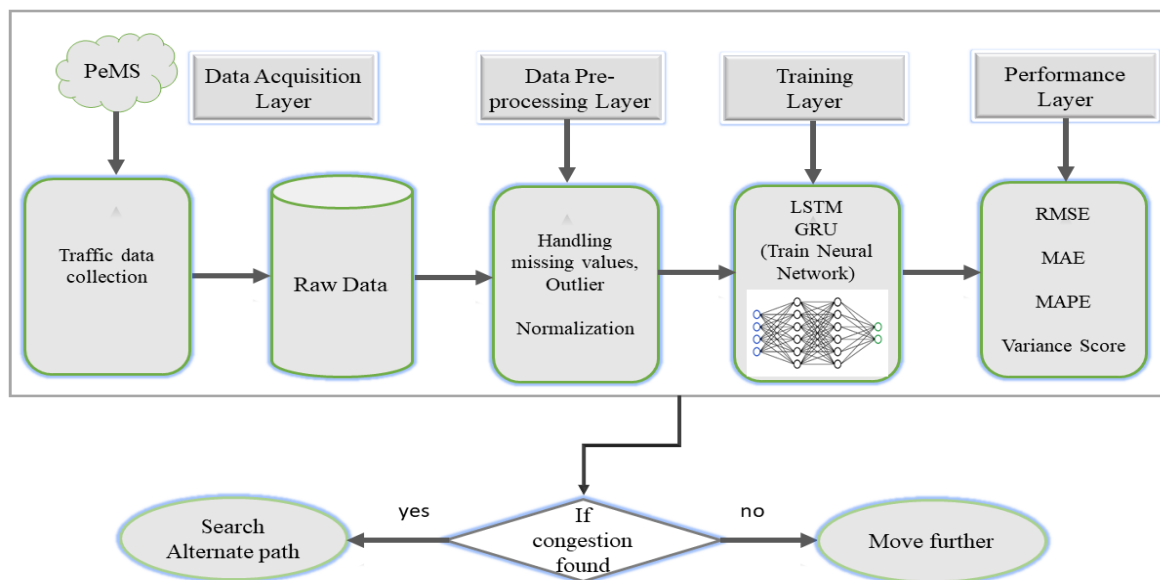 PeMS
Data Acquisition
Layer
Data Pre-
processing Layer
Training
Layer
Performance
Layer
Traffic data
collection
Raw Data
Handling
missing values,
Outlier
Normalization
LSTM
GRU
(Train Neural
Network)
RMSE
MAE
MAPE
Variance Score
If
congestion
found
yes
no
Search
Alternate path
Move further